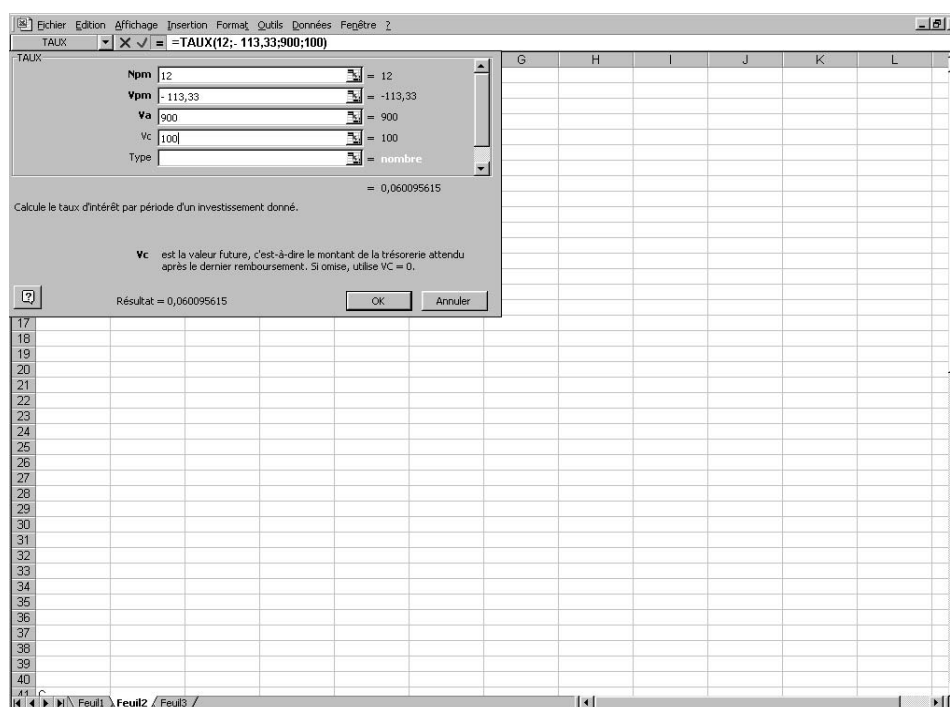 Fichier Edition Affichage Insertion Format Outils Données Fenêtre ?
TAUX = =TAUX(12;- 113,33;900;100)
TAUX
G H I J K L
Npm 12 = 12
Vpm - 113,33 = -113,33
Va 900 = 900
Vc 100 = 100
Type = nombre
= 0,060095615
Calcule le taux d'intérêt par période d'un investissement donné.
Vc est la valeur future, c'est-à-dire le montant de la trésorerie attendu
après le dernier remboursement. Si omise, utilise VC = 0.
Résultat = 0,060095615 OK Annuler
17
18
19
20
21
22
23
24
25
26
27
28
29
30
31
32
33
34
35
36
37
38
39
40
41 C
Feuil1 Feuil2 Feuil3